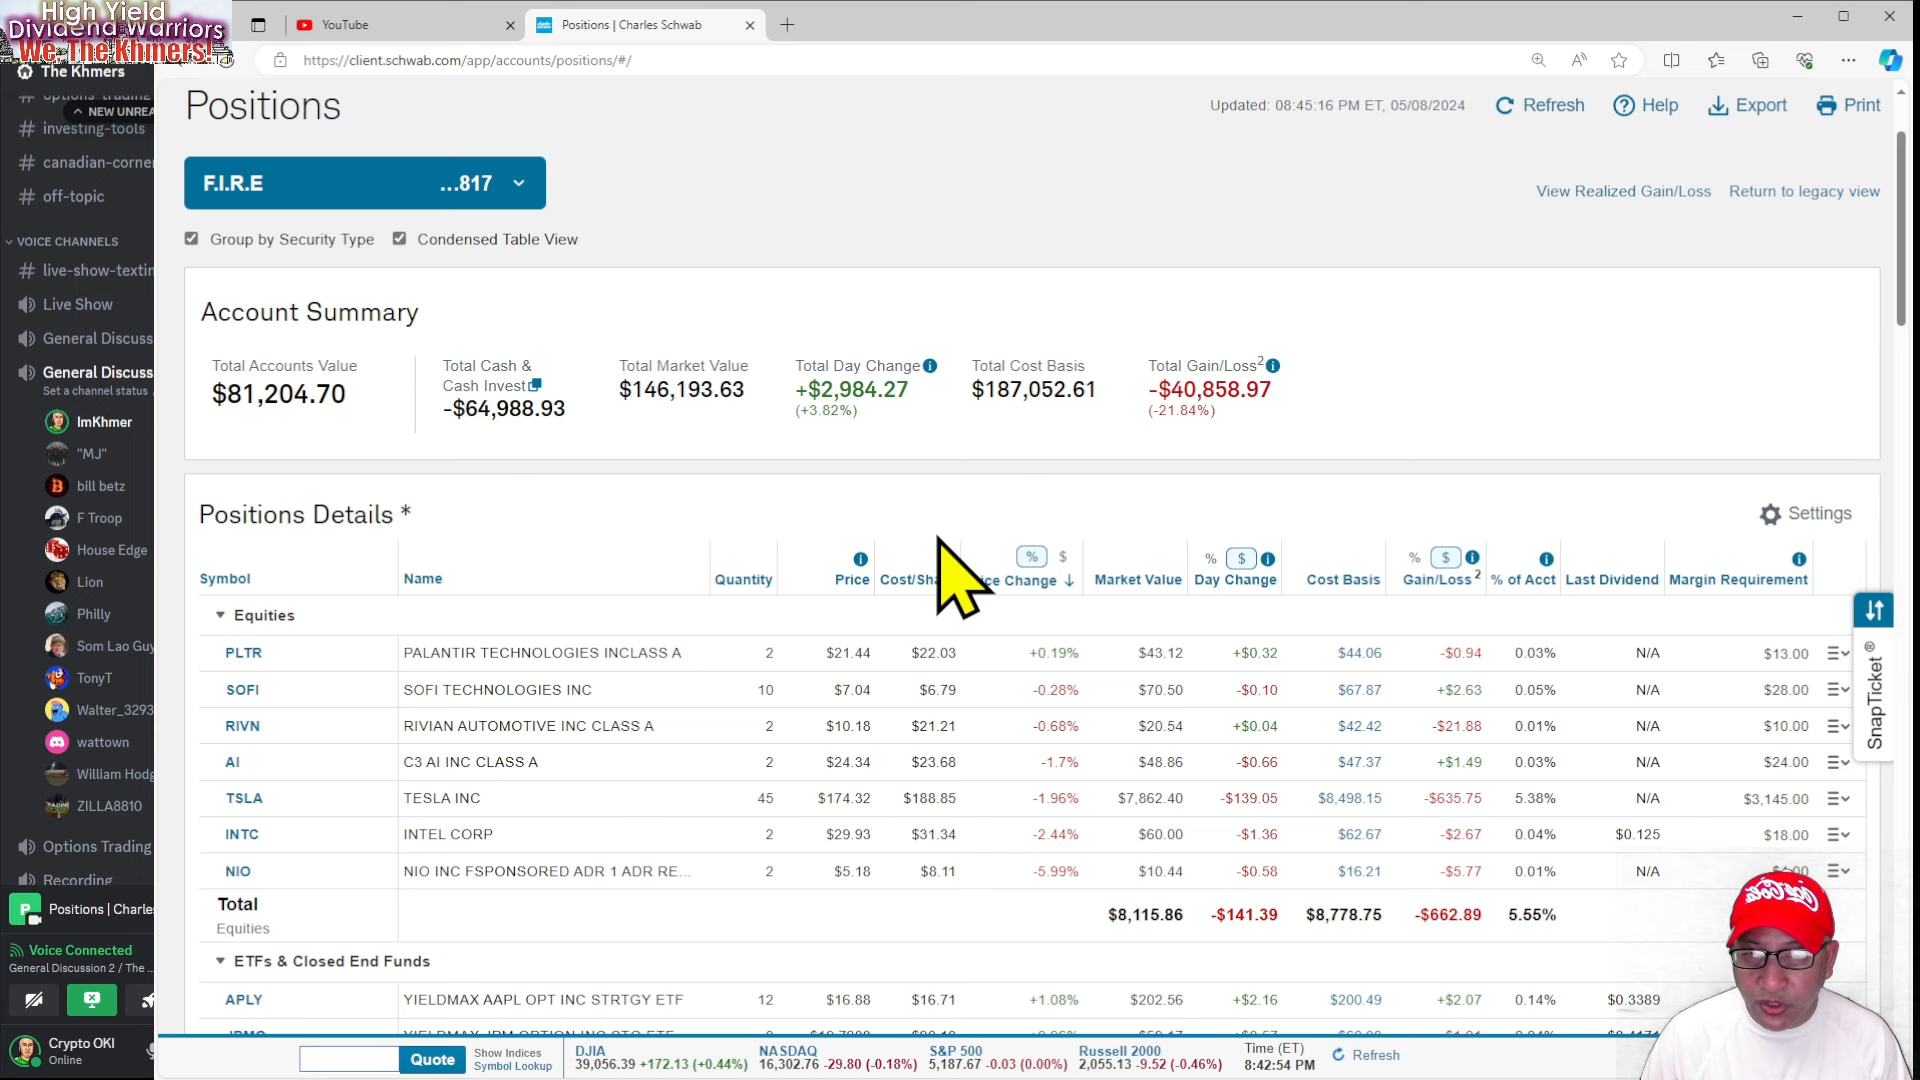 High Yield
Dividend Warriors
We The Khmers!
YouTube
Positions | Charles Schwab
https://client.schwab.com/app/accounts/positions/#/
The Khmers
NEW UNREA
# investing-tools
# canadian-corner
# off-topic
VOICE CHANNELS
# live-show-textin
Live Show
General Discuss
General Discuss
Set a channel status
ImKhmer
"MJ"
bill betz
F Troop
House Edge
Lion
Philly
Som Lao Guy
TonyT
Walter_3293
wattown
William Hodg
ZILLA8810
Options Trading
Recording
Positions | Charles
Voice Connected
General Discussion 2 / The ...
Crypto OKI
Online
Positions
Updated: 08:45:16 PM ET, 05/08/2024
Refresh
Help
Export
Print
F.I.R.E ...817
View Realized Gain/Loss Return to legacy view
Group by Security Type Condensed Table View
Account Summary
Total Accounts Value
$81,204.70
Total Cash &
Cash Invest
-$64,988.93
Total Market Value
$146,193.63
Total Day Change
+$2,984.27
(+3.82%)
Total Cost Basis
$187,052.61
Total Gain/Loss2
-$40,858.97
(-21.84%)
Positions Details *
Settings
% $ % $ % $
Symbol Name Quantity Price Cost/Sha ice Change ↓ Market Value Day Change Cost Basis Gain/Loss 2 % of Acct Last Dividend Margin Requirement
Equities
PLTR PALANTIR TECHNOLOGIES INCLASS A 2 $21.44 $22.03 +0.19% $43.12 +$0.32 $44.06 -$0.94 0.03% N/A $13.00
SOFI SOFI TECHNOLOGIES INC 10 $7.04 $6.79 -0.28% $70.50 -$0.10 $67.87 +$2.63 0.05% N/A $28.00
RIVN RIVIAN AUTOMOTIVE INC CLASS A 2 $10.18 $21.21 -0.68% $20.54 +$0.04 $42.42 -$21.88 0.01% N/A $10.00
AI C3 AI INC CLASS A 2 $24.34 $23.68 -1.7% $48.86 -$0.66 $47.37 +$1.49 0.03% N/A $24.00
TSLA TESLA INC 45 $174.32 $188.85 -1.96% $7,862.40 -$139.05 $8,498.15 -$635.75 5.38% N/A $3,145.00
INTC INTEL CORP 2 $29.93 $31.34 -2.44% $60.00 -$1.36 $62.67 -$2.67 0.04% $0.125 $18.00
NIO NIO INC FSPONSORED ADR 1 ADR RE... 2 $5.18 $8.11 -5.99% $10.44 -$0.58 $16.21 -$5.77 0.01% N/A
Total $8,115.86 -$141.39 $8,778.75 -$662.89 5.55%
Equities
ETFs & Closed End Funds
APLY YIELDMAX AAPL OPT INC STRTGY ETF 12 $16.88 $16.71 +1.08% $202.56 +$2.16 $200.49 +$2.07 0.14% $0.3389
SnapTicket ®
Quote
Show Indices
Symbol Lookup
DJIA
39,056.39 +172.13 (+0.44%)
NASDAQ
16,302.76 -29.80 (-0.18%)
S&P 500
5,187.67 -0.03 (0.00%)
Russell 2000
2,055.13 -9.52 (-0.46%)
Time (ET)
8:42:54 PM
Refresh